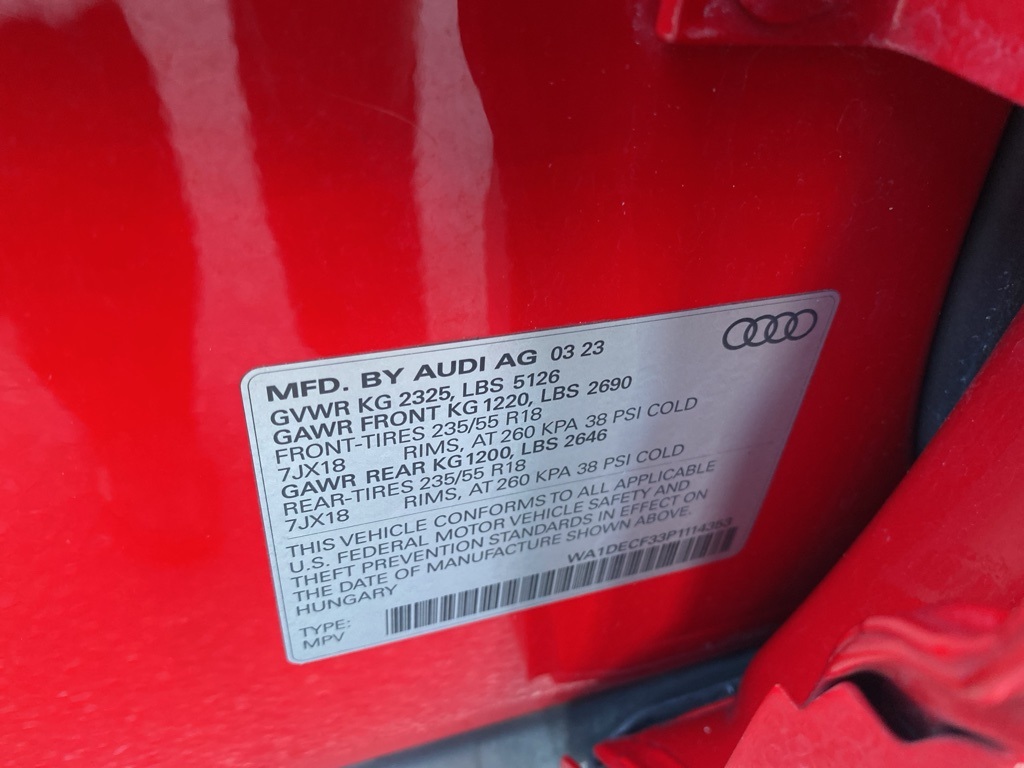 MFD. BY AUDI AG 03 23
GVWR KG 2325, LBS 5126
GAWR FRONT KG 1220, LBS 2690
FRONT-TIRES 235/55 R18
7JX18 RIMS, AT 260 KPA 38 PSI COLD
GAWR REAR KG 1200, LBS 2646
REAR-TIRES 235/55 R18
7JX18 RIMS, AT 260 KPA 38 PSI COLD
THIS VEHICLE CONFORMS TO ALL APPLICABLE
U.S. FEDERAL MOTOR VEHICLE SAFETY AND
THEFT PREVENTION STANDARDS IN EFFECT ON
THE DATE OF MANUFACTURE SHOWN ABOVE.
HUNGARY WA1DECF33P1114353
TYPE:
MPV